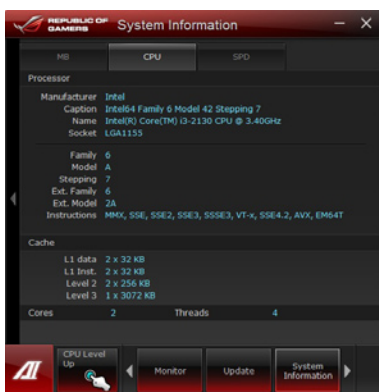 REPUBLIC OF
GAMERS
System Information
MB CPU SPD
Processor
Manufacturer Intel
Caption Intel64 Family 6 Model 42 Stepping 7
Name Intel(R) Core(TM) i3-2130 CPU @ 3.40GHz
Socket LGA1155
Family 6
Model A
Stepping 7
Ext. Family 6
Ext. Model 2A
Instructions MMX, SSE, SSE2, SSE3, SSSE3, VT-x, SSE4.2, AVX, EM64T
Cache
L1 data 2 x 32 KB
L1 Inst. 2 x 32 KB
Level 2 2 x 256 KB
Level 3 1 x 3072 KB
Cores 2 Threads 4
CPU Level
Up
Monitor
Update
System
Information